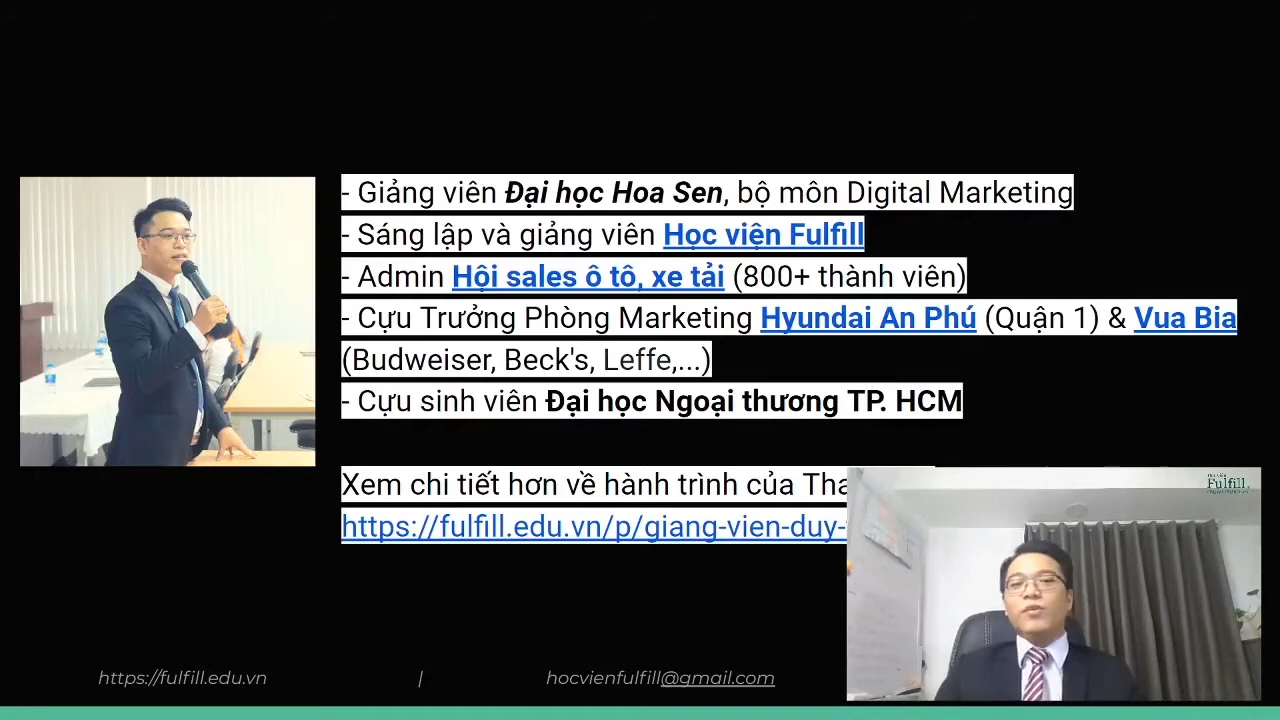 - Giảng viên Đại học Hoa Sen, bộ môn Digital Marketing
- Sáng lập và giảng viên Học viện Fulfill
- Admin Hội sales ô tô, xe tải (800+ thành viên)
- Cựu Trưởng Phòng Marketing Hyundai An Phú (Quận 1) & Vua Bia
(Budweiser, Beck's, Leffe,...)
- Cựu sinh viên Đại học Ngoại thương TP. HCM
Xem chi tiết hơn về hành trình của
https://fulfill.edu.vn/p/giang-vien-duy-
Fulfill
https://fulfill.edu.vn | hocvienfulfill@gmail.com